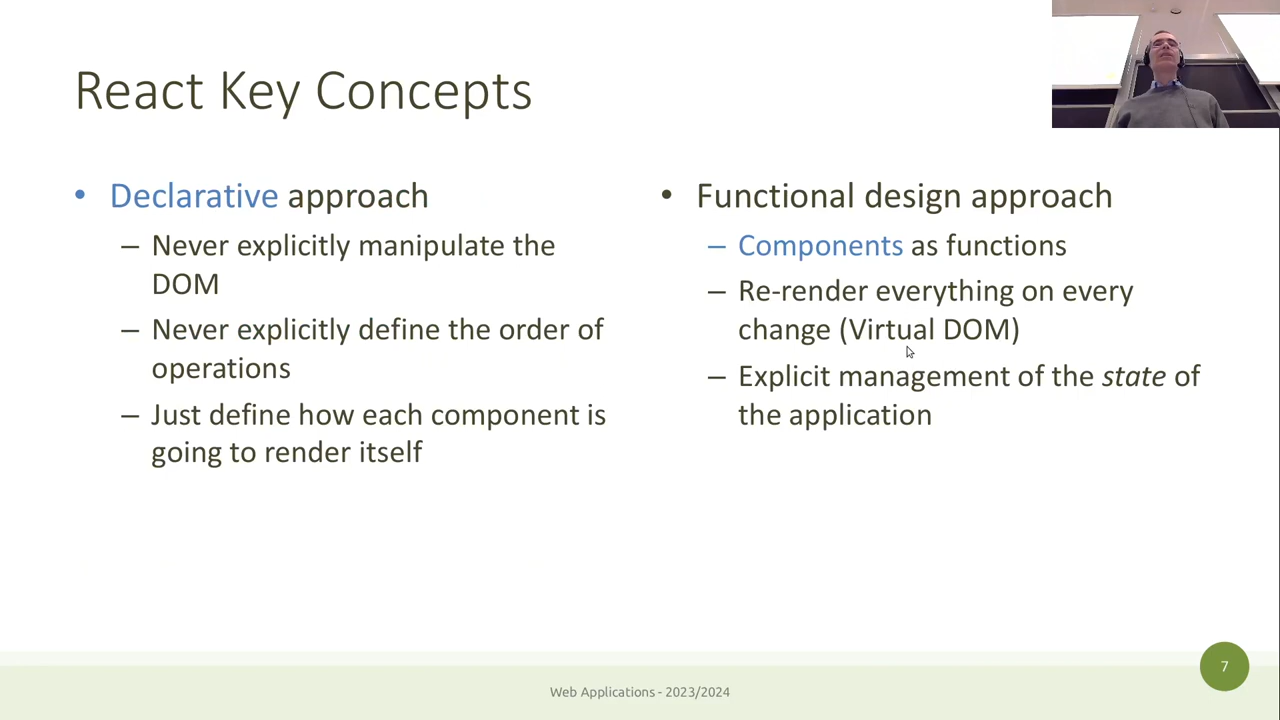 React Key Concepts
• Declarative approach
– Never explicitly manipulate the
DOM
– Never explicitly define the order of
operations
– Just define how each component is
going to render itself
• Functional design approach
– Components as functions
– Re-render everything on every
change (Virtual DOM)
– Explicit management of the state of
the application
Web Applications - 2023/2024
7